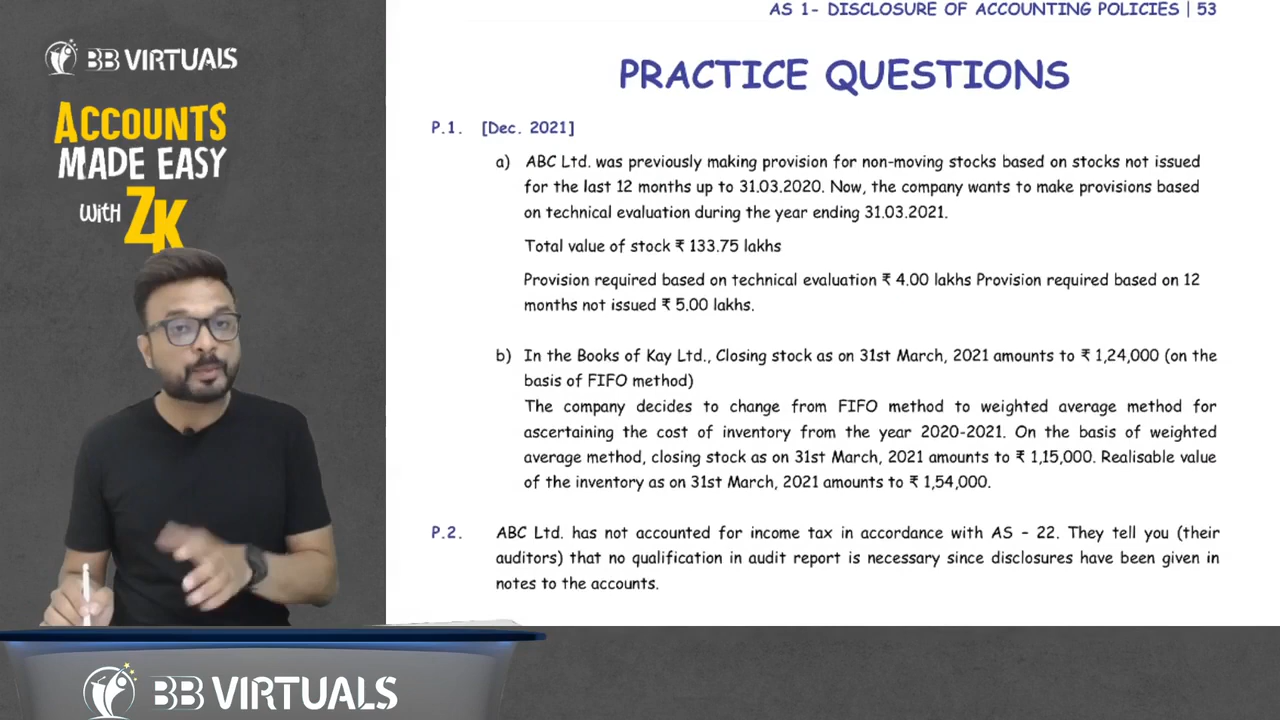 BB VIRTUALS
ACCOUNTS
MADE EASY
WITH ZK
AS 1- DISCLOSURE OF ACCOUNTING POLICIES | 53
PRACTICE QUESTIONS
P.1. [Dec. 2021]
a) ABC Ltd. was previously making provision for non-moving stocks based on stocks not issued
for the last 12 months up to 31.03.2020. Now, the company wants to make provisions based
on technical evaluation during the year ending 31.03.2021.
Total value of stock ₹ 133.75 lakhs
Provision required based on technical evaluation ₹ 4.00 lakhs Provision required based on 12
months not issued ₹ 5.00 lakhs.
b) In the Books of Kay Ltd., Closing stock as on 31st March, 2021 amounts to ₹ 1,24,000 (on the
basis of FIFO method)
The company decides to change from FIFO method to weighted average method for
ascertaining the cost of inventory from the year 2020-2021. On the basis of weighted
average method, closing stock as on 31st March, 2021 amounts to ₹ 1,15,000. Realisable value
of the inventory as on 31st March, 2021 amounts to ₹ 1,54,000.
P.2. ABC Ltd. has not accounted for income tax in accordance with AS - 22. They tell you (their
auditors) that no qualification in audit report is necessary since disclosures have been given in
notes to the accounts.
BB VIRTUALS